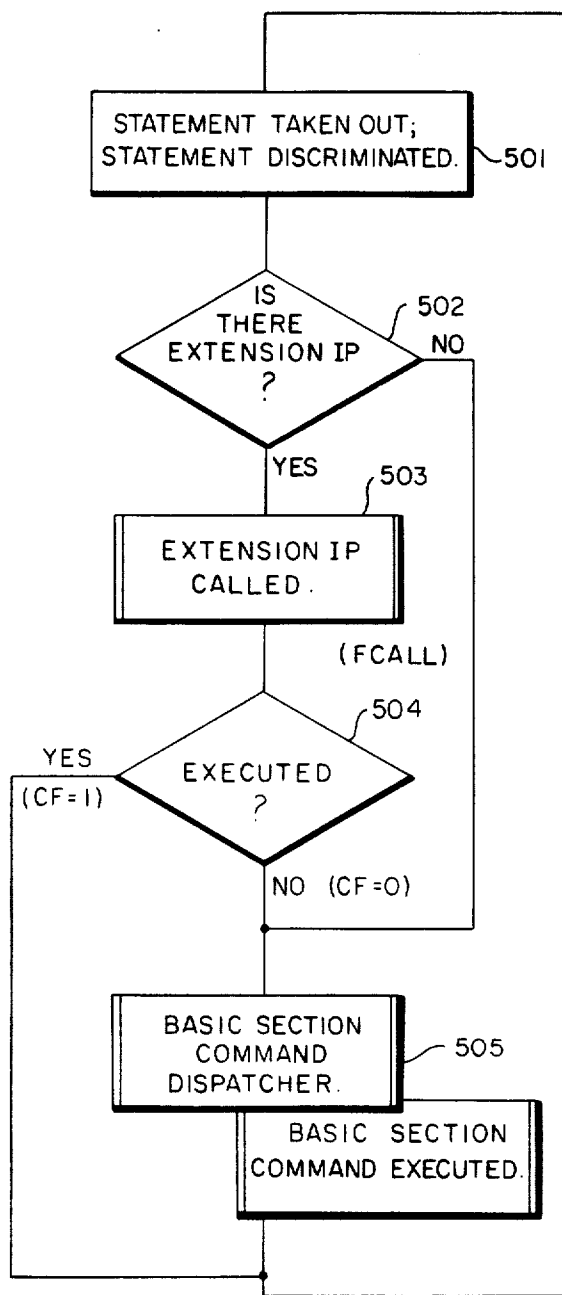 STATEMENT TAKEN OUT;
STATEMENT DISCRIMINATED.
501
IS
THERE
EXTENSION IP
?
502
NO
YES
503
EXTENSION IP
CALLED.
(FCALL)
504
YES
(CF=1)
EXECUTED
?
NO (CF=0)
BASIC SECTION
COMMAND
DISPATCHER.
505
BASIC SECTION
COMMAND EXECUTED.